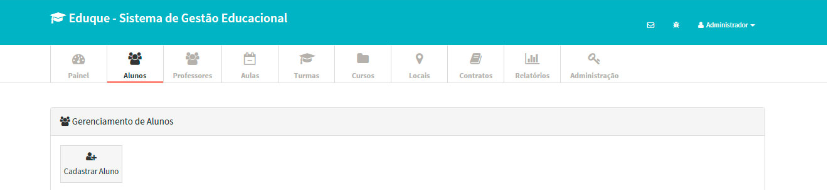 Eduque - Sistema de Gestão Educacional
Administrador
Painel
Alunos
Professores
Aulas
Turmas
Cursos
Locais
Contratos
Relatórios
Administração
Gerenciamento de Alunos
Cadastrar Aluno